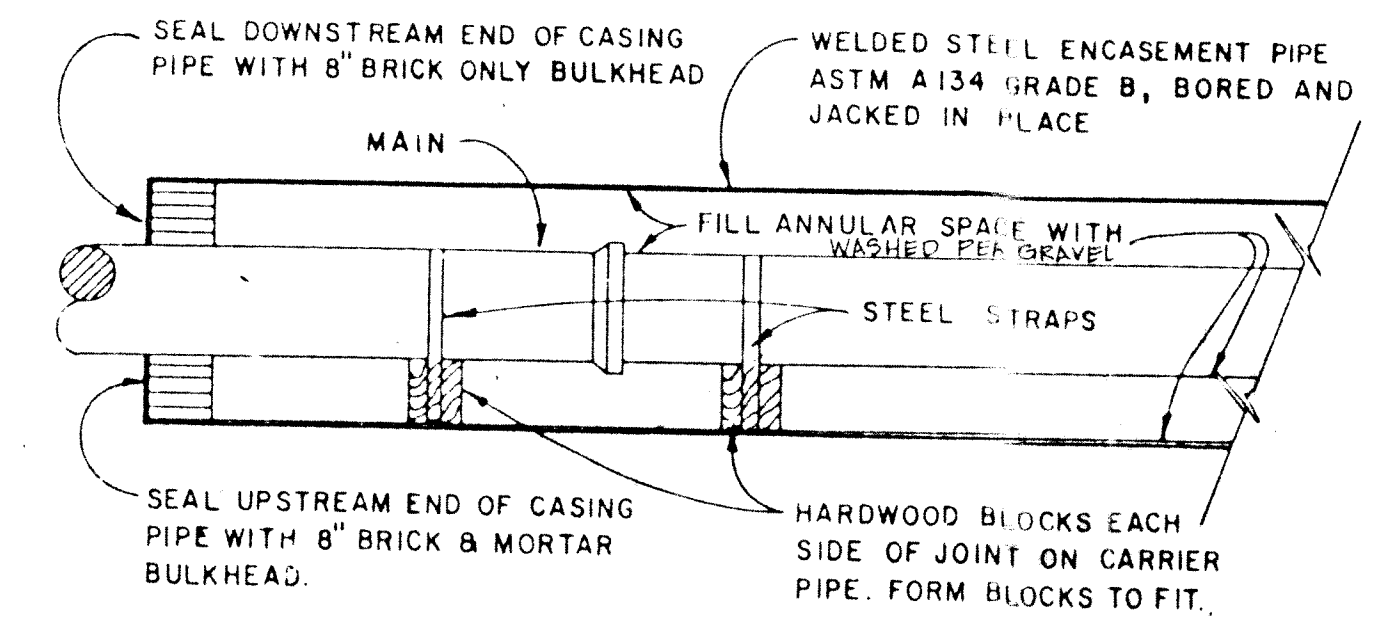 SEAL DOWNSTREAM END OF CASING
PIPE WITH 8" BRICK ONLY BULKHEAD
WELDED STEEL ENCASEMENT PIPE
ASTM A134 GRADE B, BORED AND
JACKED IN PLACE
MAIN
FILL ANNULAR SPACE WITH
WASHED PEA GRAVEL
STEEL STRAPS
SEAL UPSTREAM END OF CASING
PIPE WITH 8" BRICK & MORTAR
BULKHEAD.
HARDWOOD BLOCKS EACH
SIDE OF JOINT ON CARRIER
PIPE. FORM BLOCKS TO FIT.